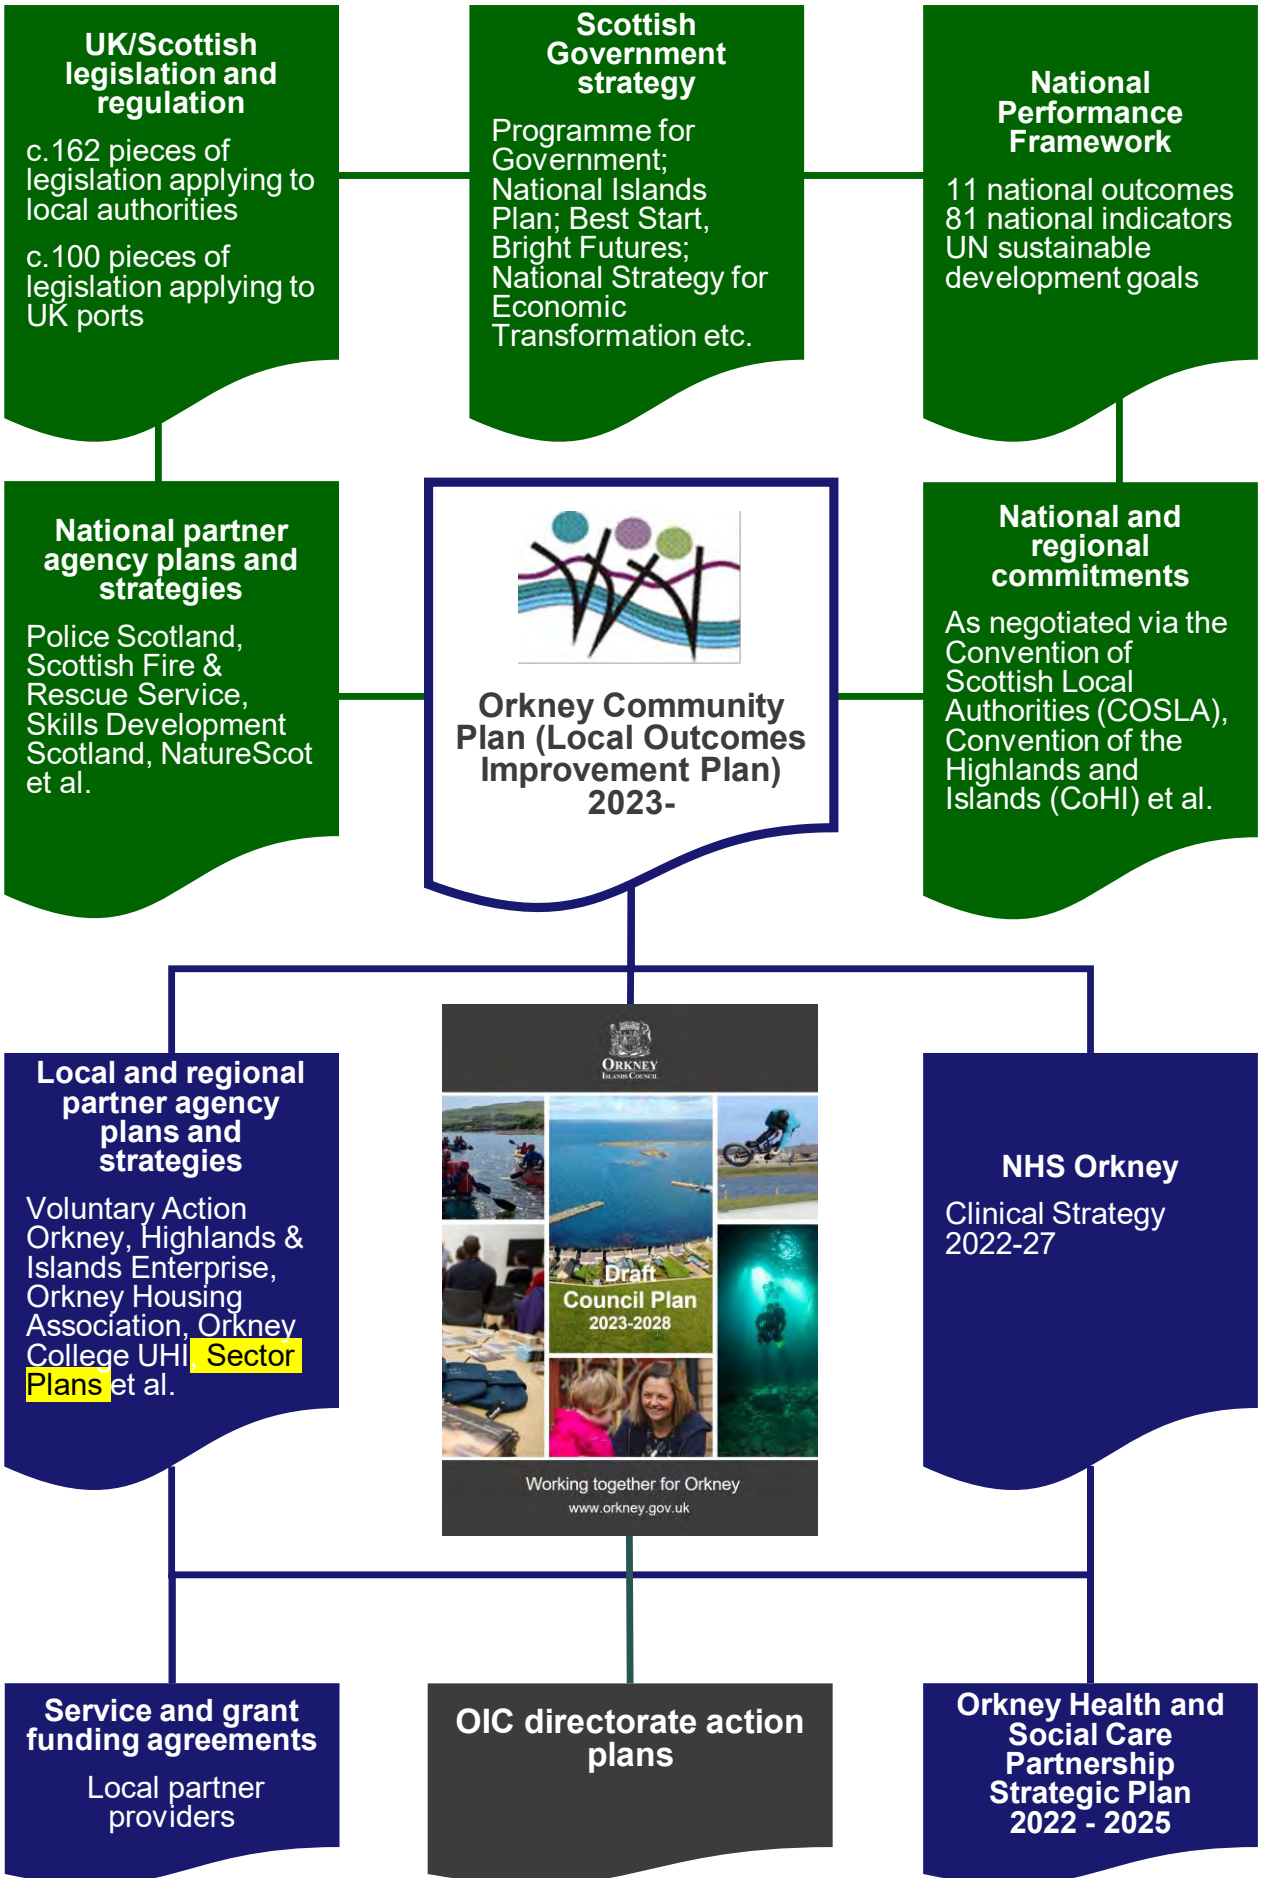 UK/Scottish
legislation and
regulation
c.162 pieces of
legislation applying to
local authorities
c.100 pieces of
legislation applying to
UK ports
Scottish
Government
strategy
Programme for
Government;
National Islands
Plan; Best Start,
Bright Futures;
National Strategy for
Economic
Transformation etc.
National
Performance
Framework
11 national outcomes
81 national indicators
UN sustainable
development goals
National partner
agency plans and
strategies
Police Scotland,
Scottish Fire &
Rescue Service,
Skills Development
Scotland, NatureScot
et al.
Orkney Community
Plan (Local Outcomes
Improvement Plan)
2023-
National and
regional
commitments
As negotiated via the
Convention of
Scottish Local
Authorities (COSLA),
Convention of the
Highlands and
Islands (CoHI) et al.
Local and regional
partner agency
plans and
strategies
Voluntary Action
Orkney, Highlands &
Islands Enterprise,
Orkney Housing
Association, Orkney
College UHI, Sector
Plans et al.
ORKNEY
ISLANDS COUNCIL
Draft
Council Plan
2023-2028
Working together for Orkney
www.orkney.gov.uk
NHS Orkney
Clinical Strategy
2022-27
Service and grant
funding agreements
Local partner
providers
OIC directorate action
plans
Orkney Health and
Social Care
Partnership
Strategic Plan
2022 - 2025